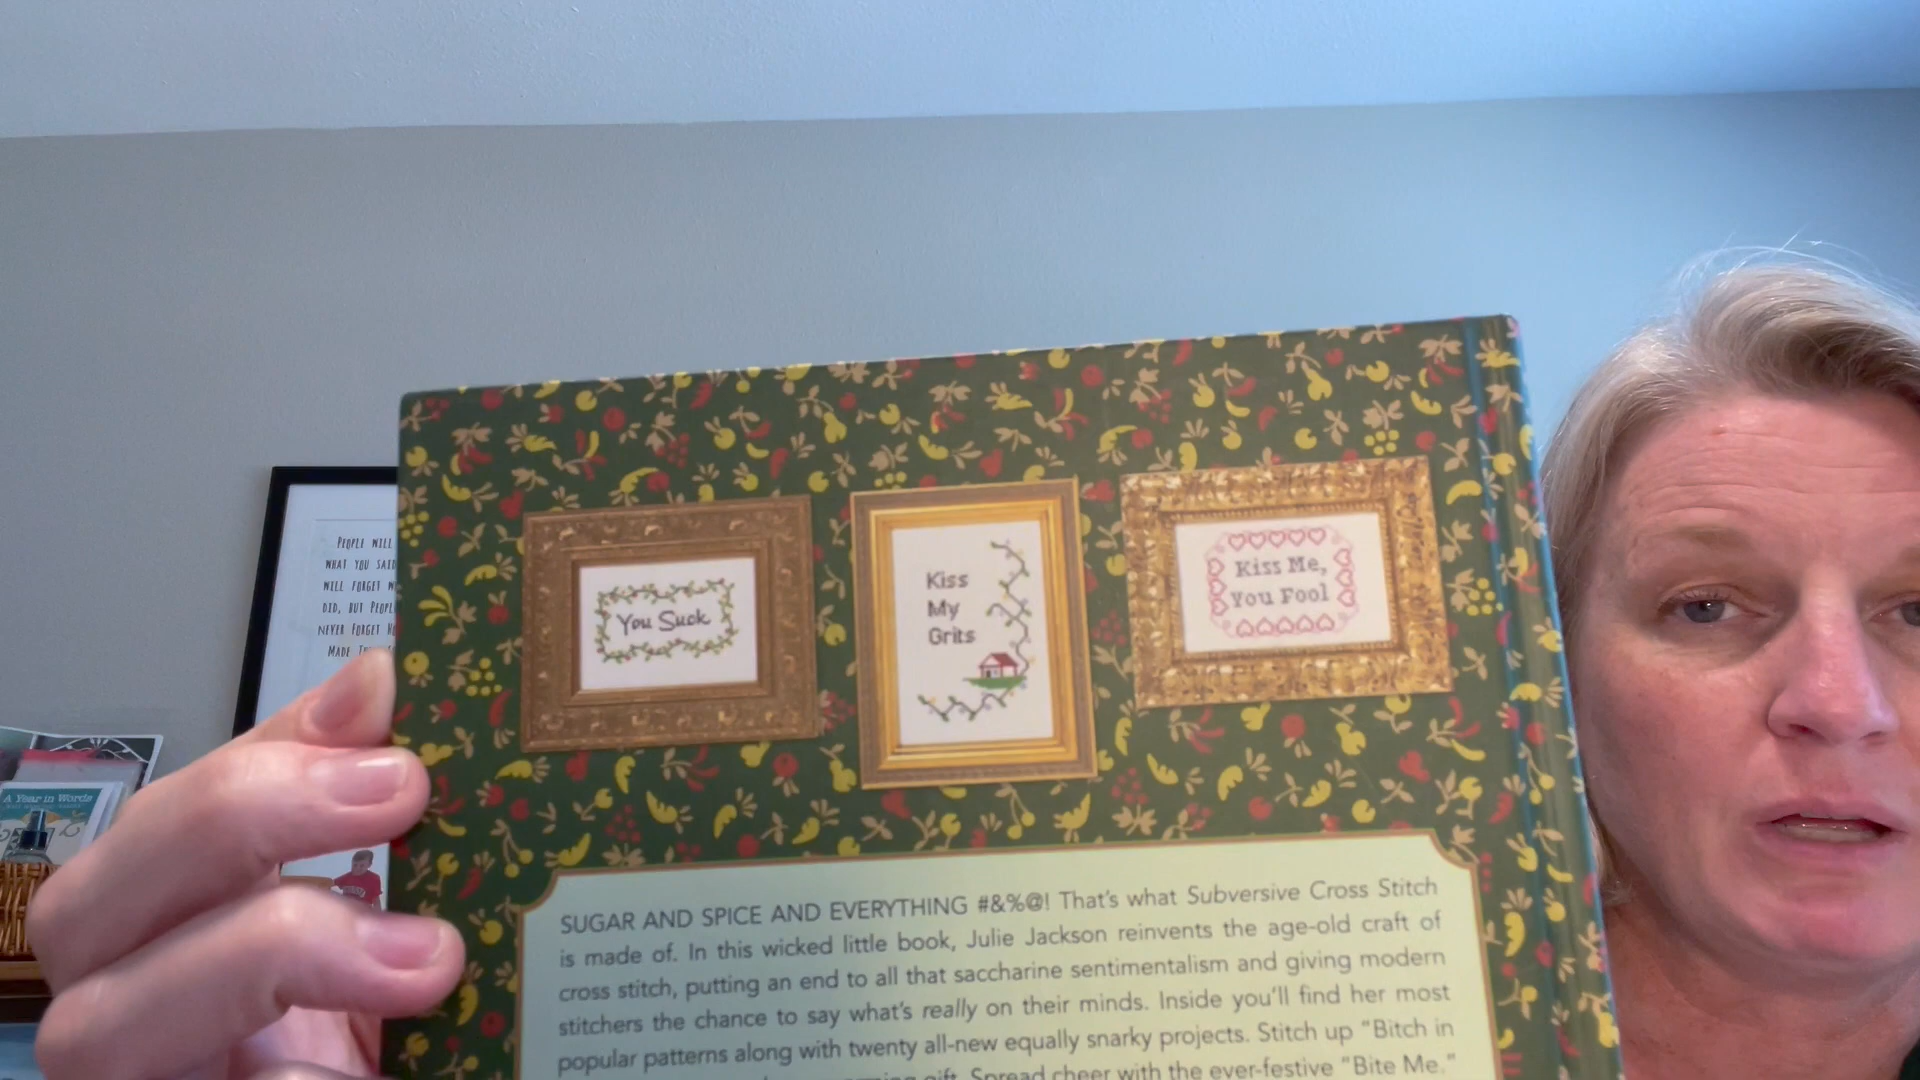 PEOPLE WILL
WHAT YOU SAID
WILL FORGET W
DID, BUT PEOPL
NEVER FORGET
MADE
A Year in Words
You Suck
Kiss
My
Grits
Kiss Me,
You Fool
SUGAR AND SPICE AND EVERYTHING #&%@! That's what Subversive Cross Stitch
is made of. In this wicked little book, Julie Jackson reinvents the age-old craft of
cross stitch, putting an end to all that saccharine sentimentalism and giving modern
stitchers the chance to say what's really on their minds. Inside you'll find her most
popular patterns along with twenty all-new equally snarky projects. Stitch up "Bitch in
gift. Spread cheer with the ever-festive "Bite Me."